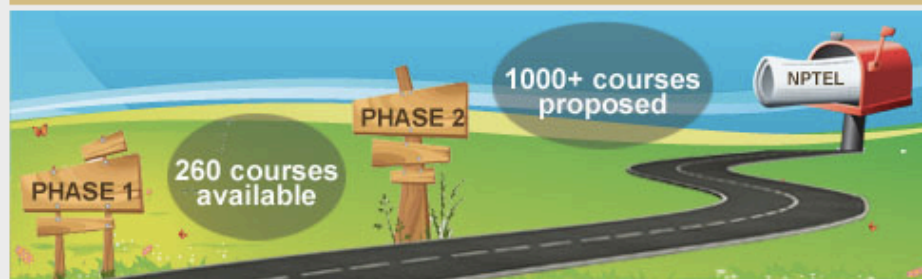 PHASE 1
260 courses
available
PHASE 2
1000+ courses
proposed
NPTEL